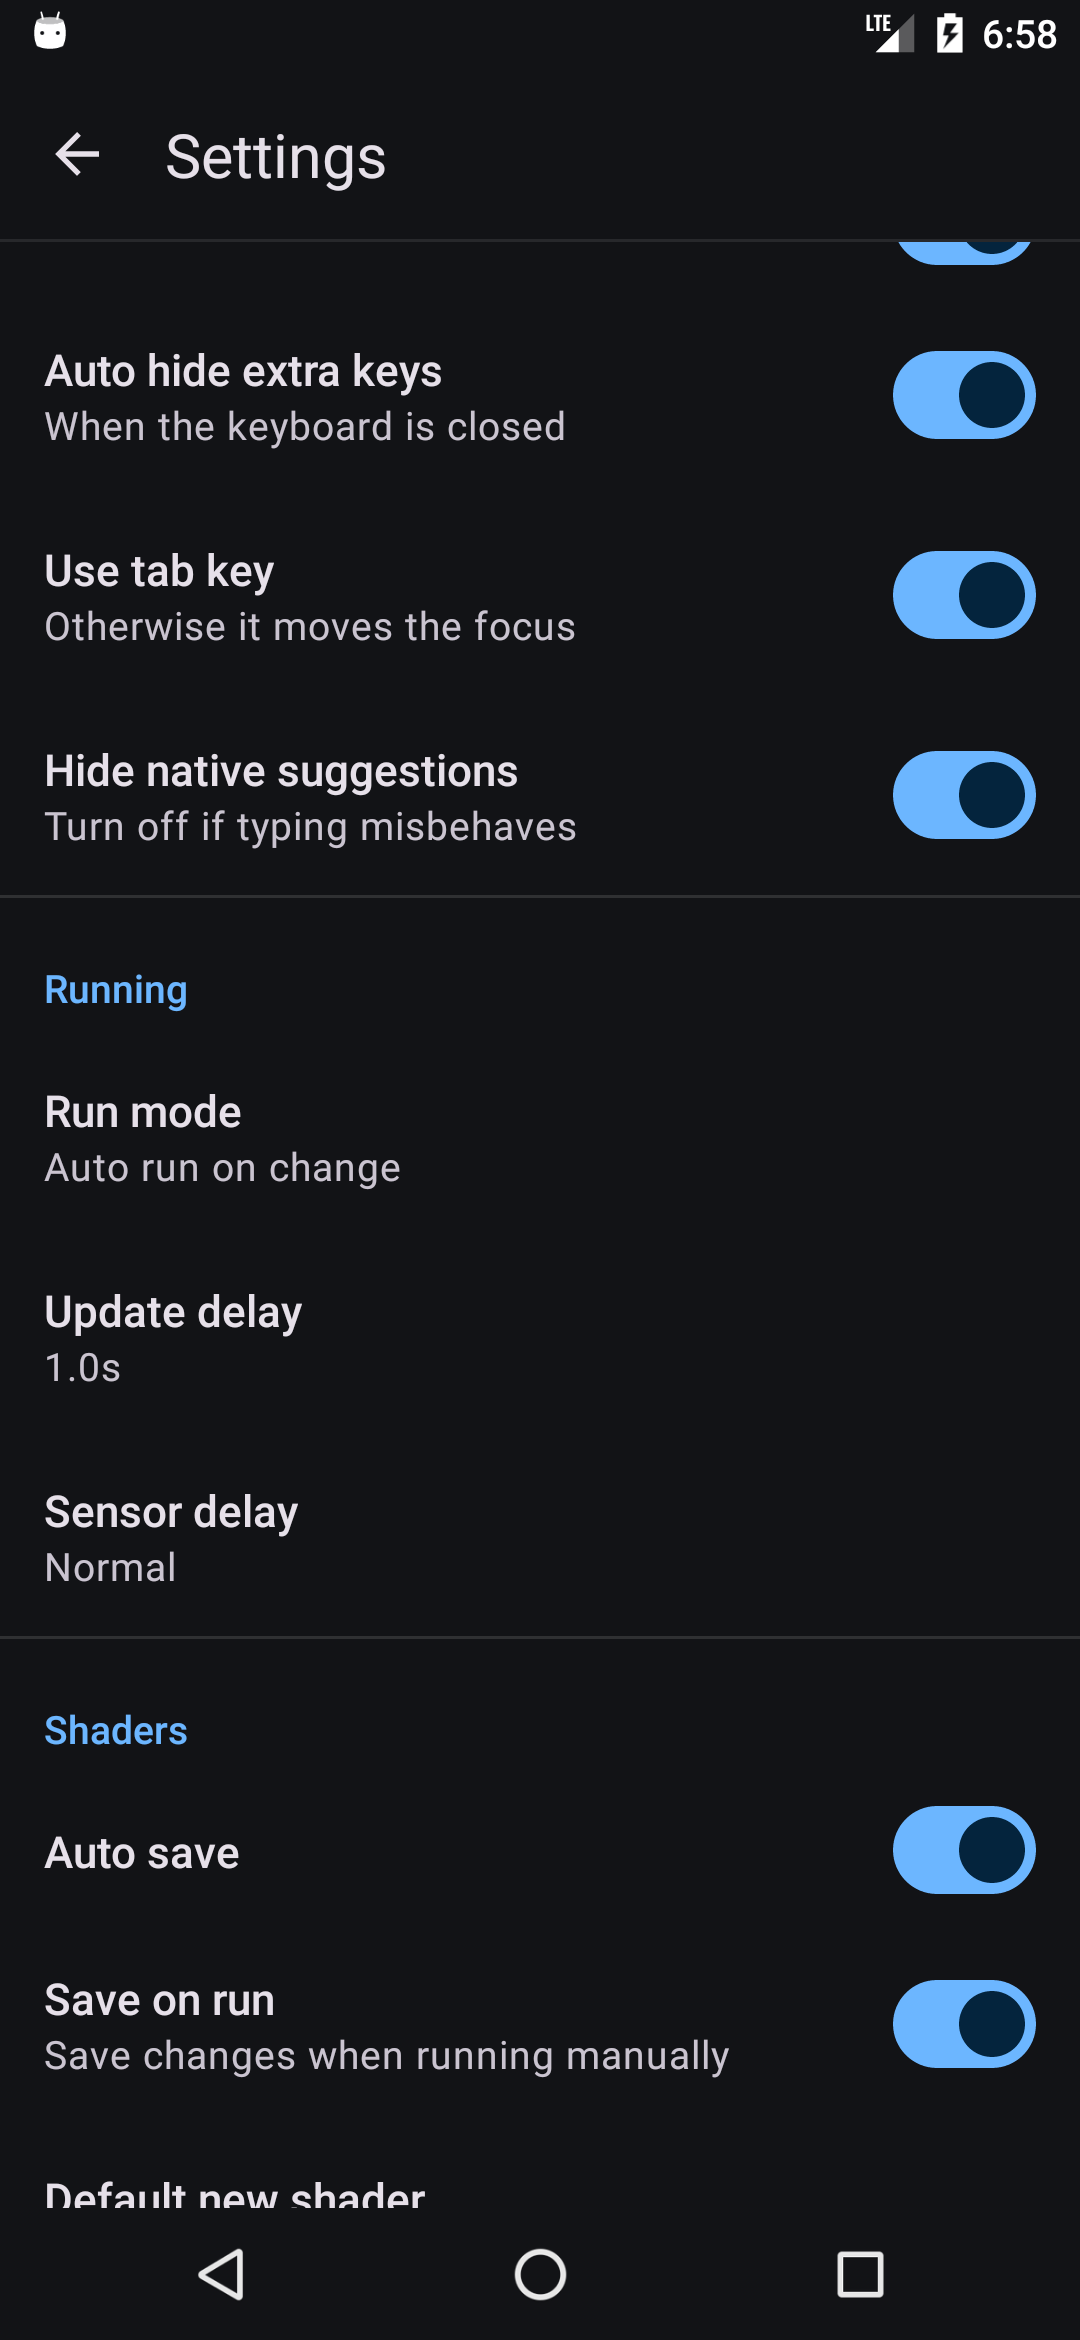 LTE 6:58
Settings
Auto hide extra keys
When the keyboard is closed
Use tab key
Otherwise it moves the focus
Hide native suggestions
Turn off if typing misbehaves
Running
Run mode
Auto run on change
Update delay
1.0s
Sensor delay
Normal
Shaders
Auto save
Save on run
Save changes when running manually
Default new shader